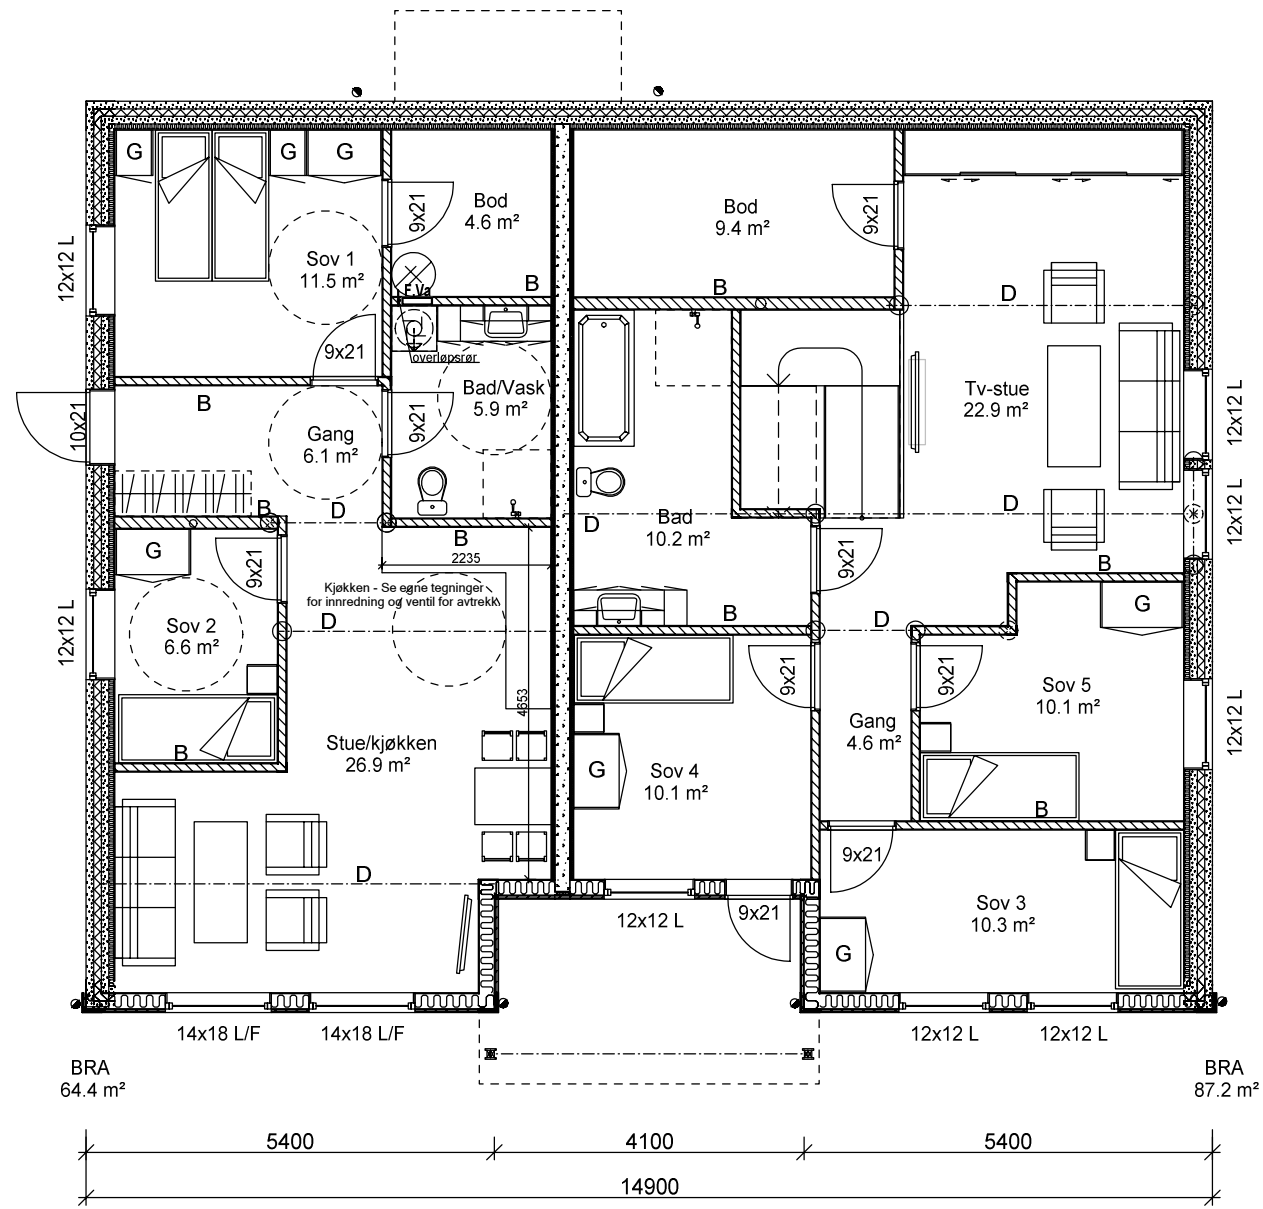 G
G
G
Bod
4.6 m²
9x21
Sov 1
11.5 m²
12x12 L
F.Va
B
9x21
overløpsrør
Bad/Vask
5.9 m²
9x21
10x21
B
Gang
6.1 m²
B
D
B
2235
G
9x21
Kjøkken - Se egne tegninger
for innredning og ventil for avtrekk
Sov 2
6.6 m²
12x12 L
D
4653
B
Stue/kjøkken
26.9 m²
D
14x18 L/F
14x18 L/F
BRA
64.4 m²
Bod
9.4 m²
9x21
B
D
Tv-stue
22.9 m²
12x12 L
D
D
12x12 L
Bad
10.2 m²
9x21
B
B
D
G
9x21
9x21
Sov 5
10.1 m²
12x12 L
Gang
4.6 m²
G
Sov 4
10.1 m²
B
9x21
12x12 L
9x21
Sov 3
10.3 m²
G
12x12 L
12x12 L
BRA
87.2 m²
5400
4100
5400
14900